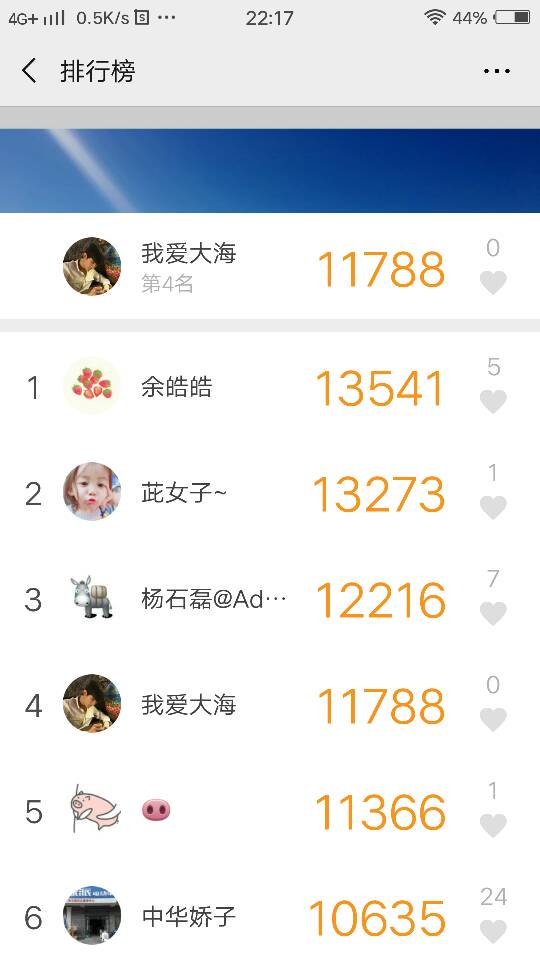 4G+ 0.5K/s S ··· 22:17 44%
排行榜 ···
我爱大海 11788 0
第4名
1 余皓皓 13541 5
2 茈女子~ 13273 1
3 杨石磊@Ad··· 12216 7
4 我爱大海 11788 0
5 11366 1
6 中华娇子 10635 24